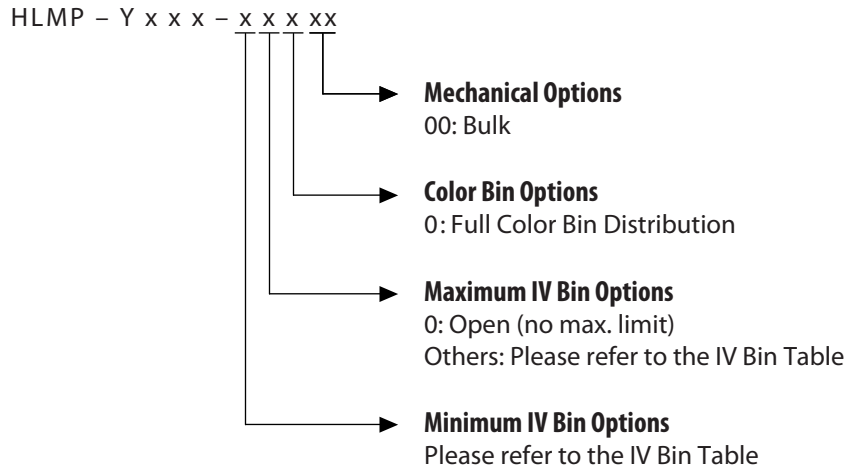 HLMP – Y x x x – x x x xx
Mechanical Options
00: Bulk
Color Bin Options
0: Full Color Bin Distribution
Maximum IV Bin Options
0: Open (no max. limit)
Others: Please refer to the IV Bin Table
Minimum IV Bin Options
Please refer to the IV Bin Table